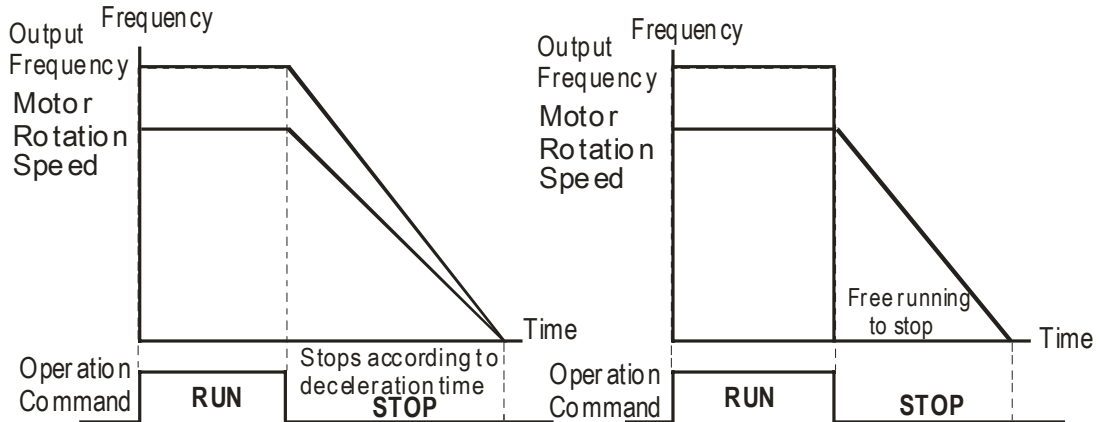 Frequency
Output
Frequency
Motor
Rotation
Speed
Time
Stops according to
deceleration time
Operation
Command
RUN
STOP
Frequency
Output
Frequency
Motor
Rotation
Speed
Free running
to stop
Time
Operation
Command
RUN
STOP